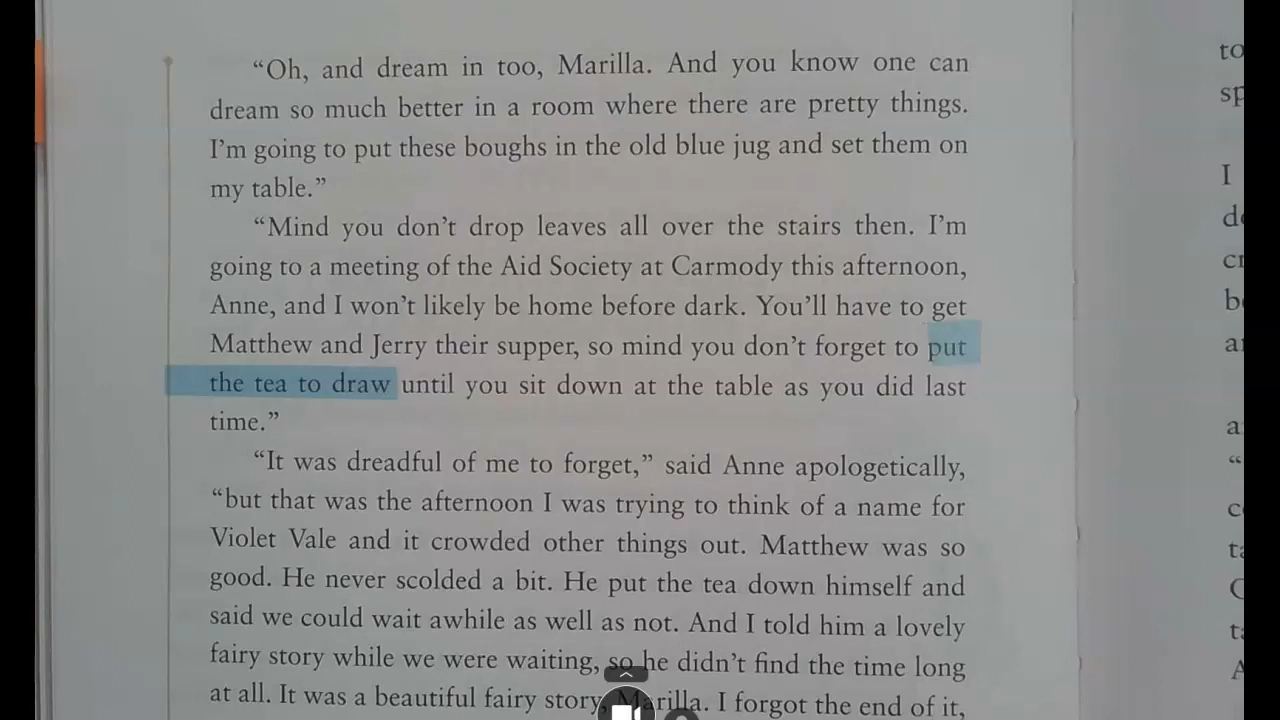 “Oh, and dream in too, Marilla. And you know one can
dream so much better in a room where there are pretty things.
I’m going to put these boughs in the old blue jug and set them on
my table.”
“Mind you don’t drop leaves all over the stairs then. I’m
going to a meeting of the Aid Society at Carmody this afternoon,
Anne, and I won’t likely be home before dark. You’ll have to get
Matthew and Jerry their supper, so mind you don’t forget to put
the tea to draw until you sit down at the table as you did last
time.”
“It was dreadful of me to forget,” said Anne apologetically,
“but that was the afternoon I was trying to think of a name for
Violet Vale and it crowded other things out. Matthew was so
good. He never scolded a bit. He put the tea down himself and
said we could wait awhile as well as not. And I told him a lovely
fairy story while we were waiting, so he didn’t find the time long
at all. It was a beautiful fairy story, Marilla. I forgot the end of it,
to
I